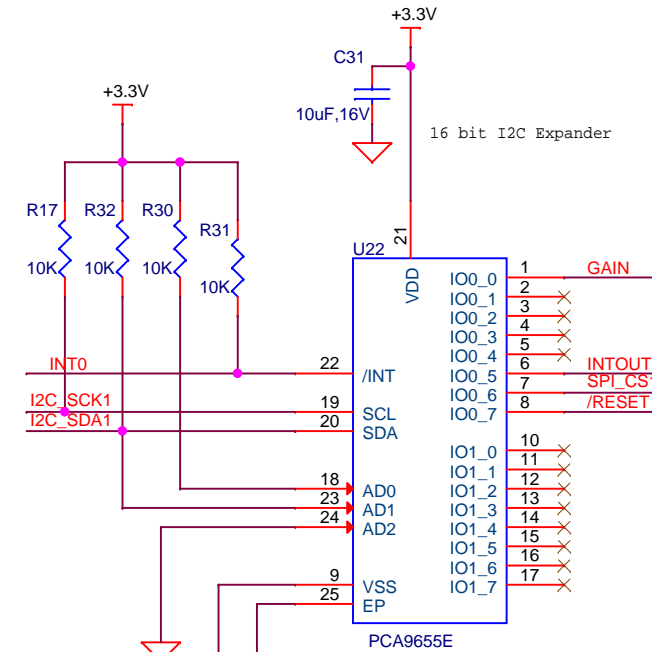 +3.3V
C31
+3.3V
10uF,16V
16 bit I2C Expander
R17
R32
R30
R31
10K
10K
10K
10K
U22
21
VDD
1
IO0_0
GAIN
2
IO0_1
3
IO0_2
4
IO0_3
5
IO0_4
INT0
22
/INT
6
IO0_5
INTOUT
7
IO0_6
SPI_CS1
I2C_SCK1
19
SCL
8
IO0_7
/RESET
I2C_SDA1
20
SDA
10
IO1_0
11
IO1_1
18
AD0
12
IO1_2
23
AD1
13
IO1_3
24
AD2
14
IO1_4
15
IO1_5
16
IO1_6
9
VSS
17
IO1_7
25
EP
PCA9655E